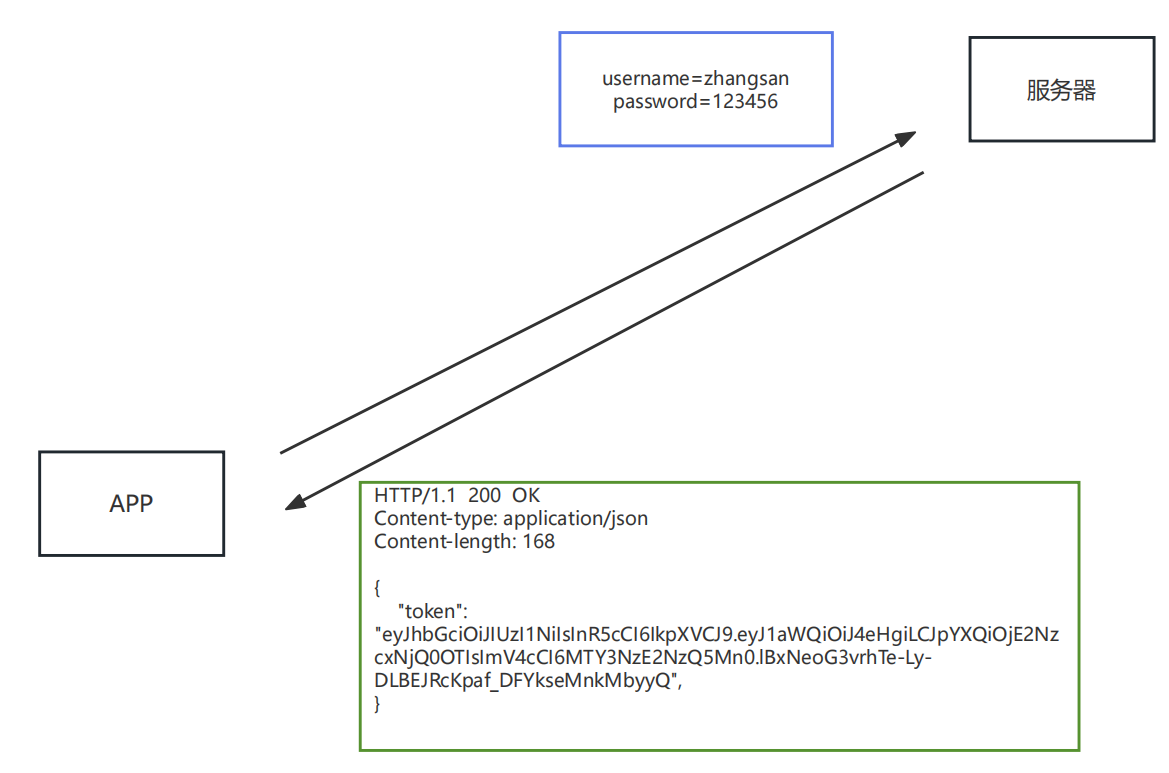 username=zhangsan
password=123456
服务器
APP
HTTP/1.1  200  OK
Content-type: application/json
Content-length: 168
{
"token":
"eyJhbGciOiJIUzI1NiIsInR5cCI6IkpXVCJ9.eyJ1aWQiOiJ4eHgiLCJpYXQiOjE2Nz
cxNjQ0OTIsImV4cCI6MTY3NzE2NzQ5Mn0.lBxNeoG3vrhTe-Ly-
DLBEJRcKpaf_DFYkseMnkMbyyQ",
}